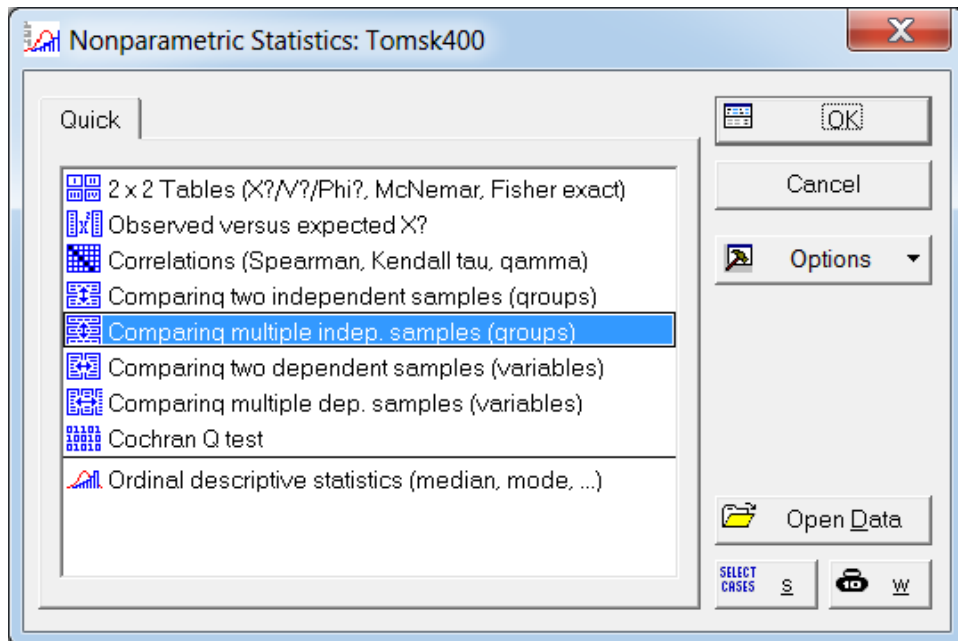 Nonparametric Statistics: Tomsk400
X
Quick
2 x 2 Tables (X?/V?/Phi?, McNemar, Fisher exact)
Observed versus expected X?
Correlations (Spearman, Kendall tau, gamma)
Comparing two independent samples (groups)
Comparing multiple indep. samples (groups)
Comparing two dependent samples (variables)
Comparing multiple dep. samples (variables)
Cochran Q test
Ordinal descriptive statistics (median, mode, ...)
OK
Cancel
Options
Open Data
SELECT
CASES
S
10
W